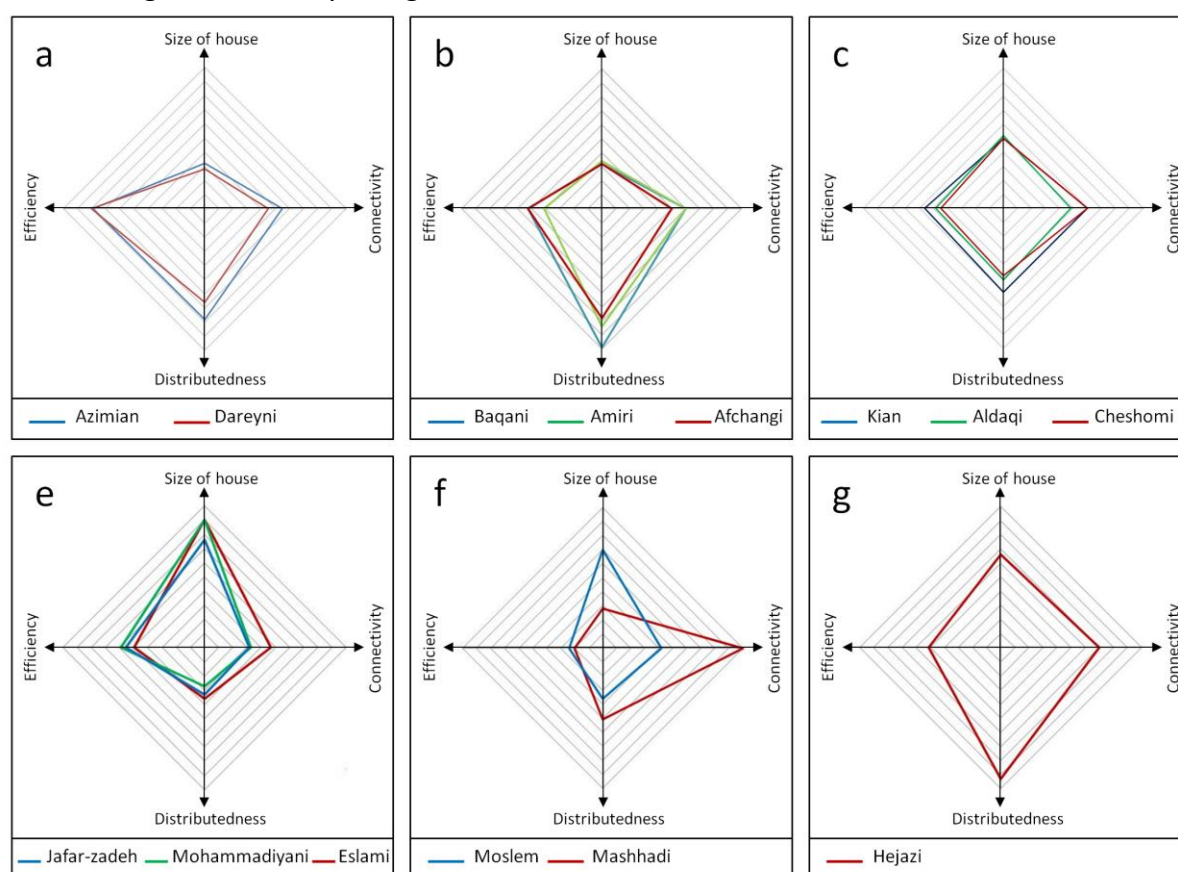 a
Size of house
Efficiency
Connectivity
Distributedness
Azimian Dareyni
b
Size of house
Efficiency
Connectivity
Distributedness
Baqani Amiri Afchangi
c
Size of house
Efficiency
Connectivity
Distributedness
Kian Aldaqi Cheshomi
e
Size of house
Efficiency
Connectivity
Distributedness
Jafar-zadeh Mohammadiyani Eslami
f
Size of house
Efficiency
Connectivity
Distributedness
Moslem Mashhadi
g
Size of house
Efficiency
Connectivity
Distributedness
Hejazi